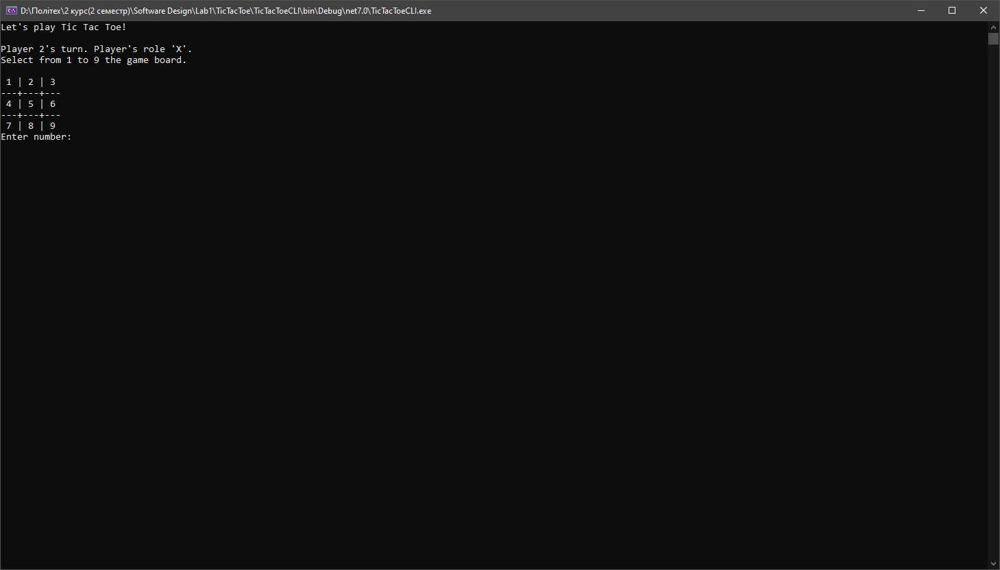 D:\Політех\2 курс(2 семестр)\Software Design\Lab1\TicTacToe\TicTacToeCLI\bin\Debug\net7.0\TicTacToeCLI.exe
Let's play Tic Tac Toe!
Player 2's turn. Player's role 'X'.
Select from 1 to 9 the game board.
 1 | 2 | 3
---+---+---
 4 | 5 | 6
---+---+---
 7 | 8 | 9
Enter number: